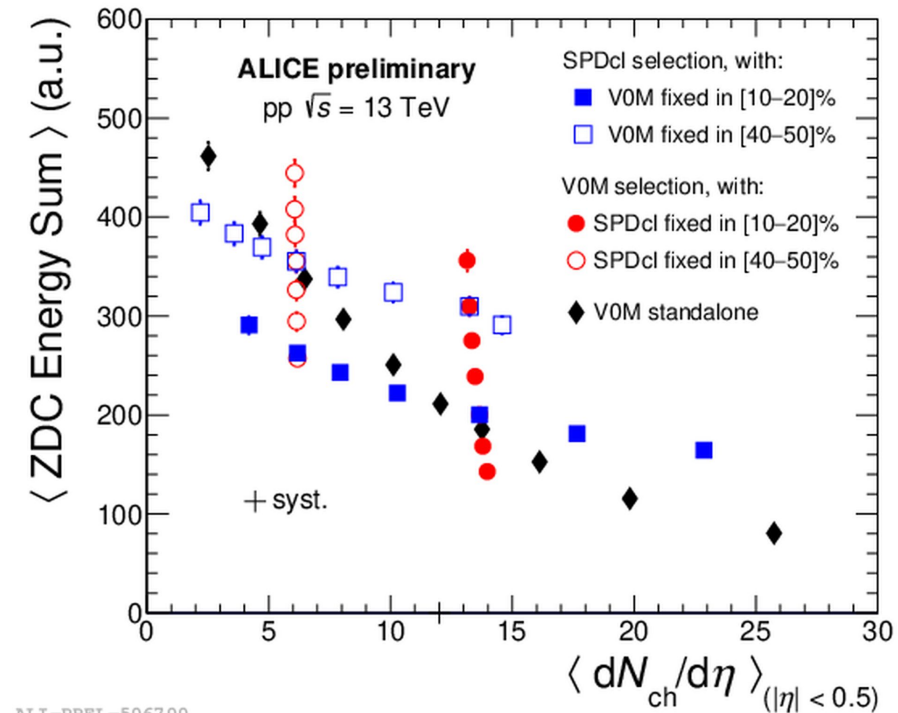 600
500
400
300
200
100
0
⟨ ZDC Energy Sum ⟩ (a.u.)
ALICE preliminary
pp √s = 13 TeV
SPDcl selection, with:
V0M fixed in [10–20]%
V0M fixed in [40–50]%
V0M selection, with:
SPDcl fixed in [10–20]%
SPDcl fixed in [40–50]%
V0M standalone
+ syst.
0 5 10 15 20 25 30
⟨ dNch/dη ⟩(|η| < 0.5)